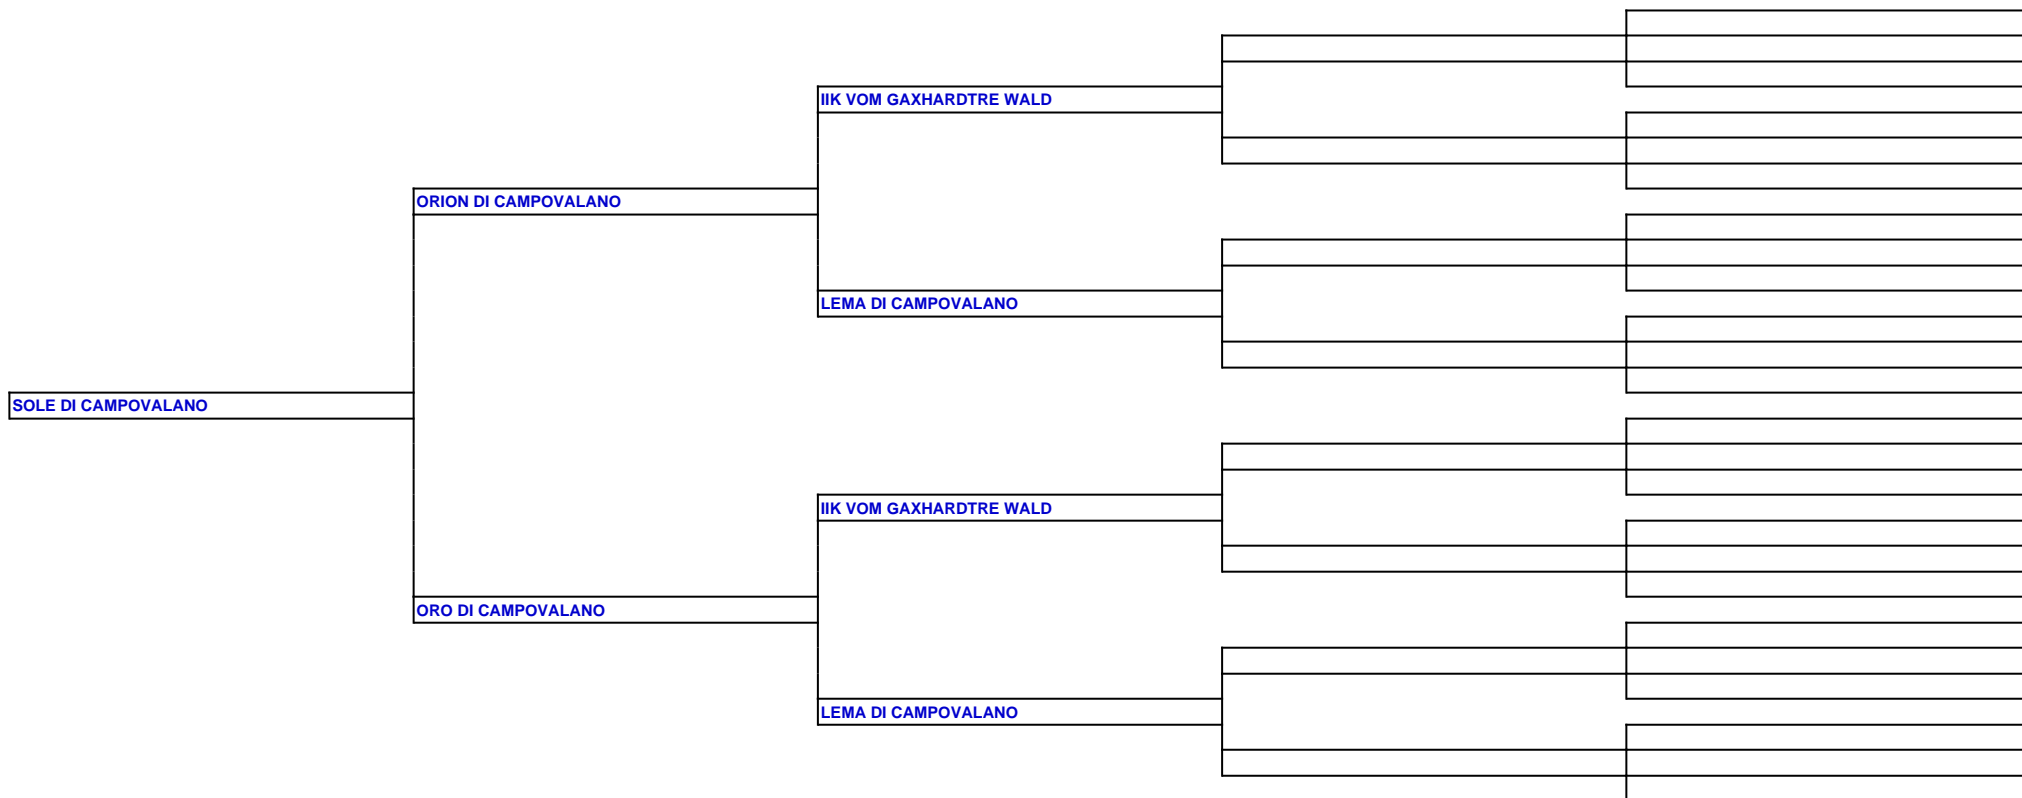 IIK VOM GAXHARDTRE WALD
ORION DI CAMPOVALANO
LEMA DI CAMPOVALANO
SOLE DI CAMPOVALANO
IIK VOM GAXHARDTRE WALD
ORO DI CAMPOVALANO
LEMA DI CAMPOVALANO